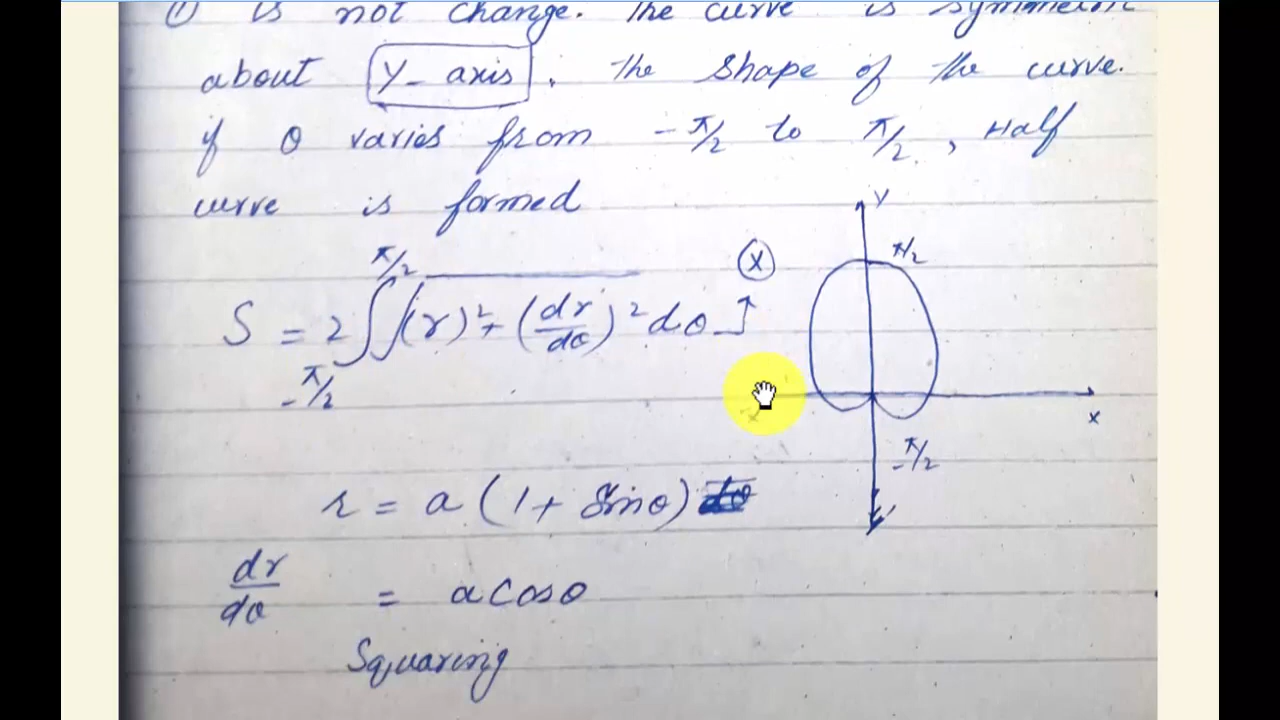 ① is not change. The curve is symmetric
about Y-axis. The shape of the curve.
if θ varies from -π/2 to π/2, Half
curve is formed
Y
π/2
(X)
S = 2 ∫_{-π/2}^{π/2} √((r)² + (dr/dθ)²) dθ ]
x
-π/2
r = a (1 + Sinθ)
dr/dθ = a Cosθ
Squaring